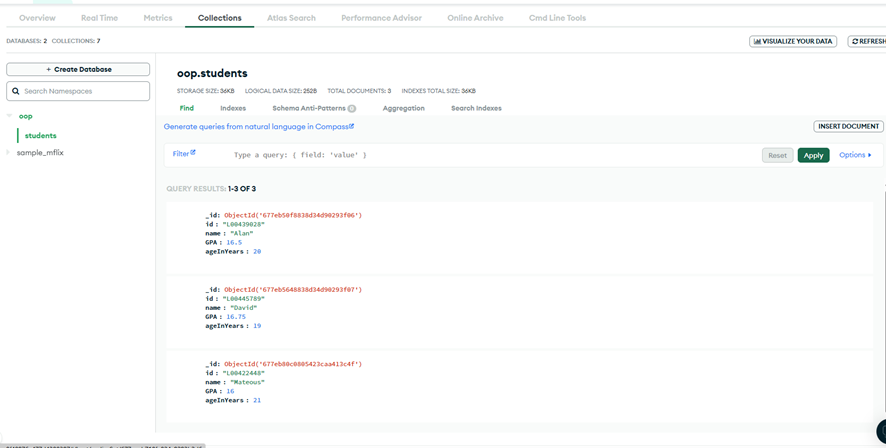 Overview Real Time Metrics Collections Atlas Search Performance Advisor Online Archive Cmd Line Tools
DATABASES: 2 COLLECTIONS: 7
VISUALIZE YOUR DATA
REFRESH
+ Create Database
Search Namespaces
oop
students
sample_mflix
oop.students
STORAGE SIZE: 36KB LOGICAL DATA SIZE: 252B TOTAL DOCUMENTS: 3 INDEXES TOTAL SIZE: 36KB
Find Indexes Schema Anti-Patterns 0 Aggregation Search Indexes
Generate queries from natural language in Compass
INSERT DOCUMENT
Filter
Type a query: { field: 'value' }
Reset
Apply
Options
QUERY RESULTS: 1-3 OF 3
_id: ObjectId('677eb50f8838d34d90293f06')
id : "L00439028"
name : "Alan"
GPA : 16.5
ageInYears : 20
_id: ObjectId('677eb5648838d34d90293f07')
id : "L00445789"
name : "David"
GPA : 16.75
ageInYears : 19
_id: ObjectId('677eb80c0805423caa413c4f')
id : "L00422448"
name : "Mateous"
GPA : 16
ageInYears : 21